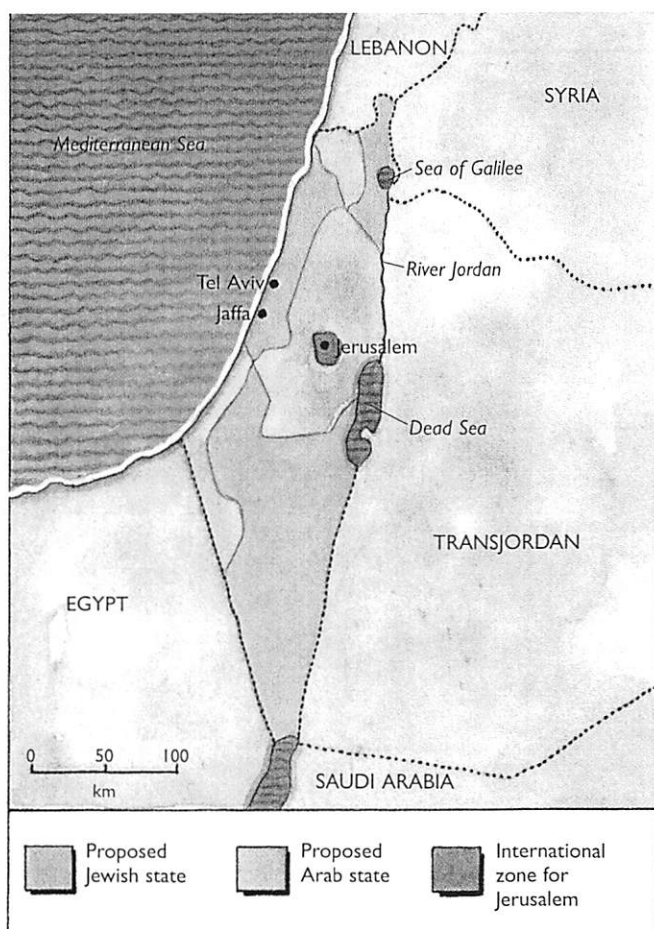 LEBANON
SYRIA
Mediterranean Sea
Sea of Galilee
River Jordan
Tel Aviv
Jaffa
Jerusalem
Dead Sea
TRANSJORDAN
EGYPT
0 50 100
km
SAUDI ARABIA
Proposed
Jewish state
Proposed
Arab state
International
zone for
Jerusalem